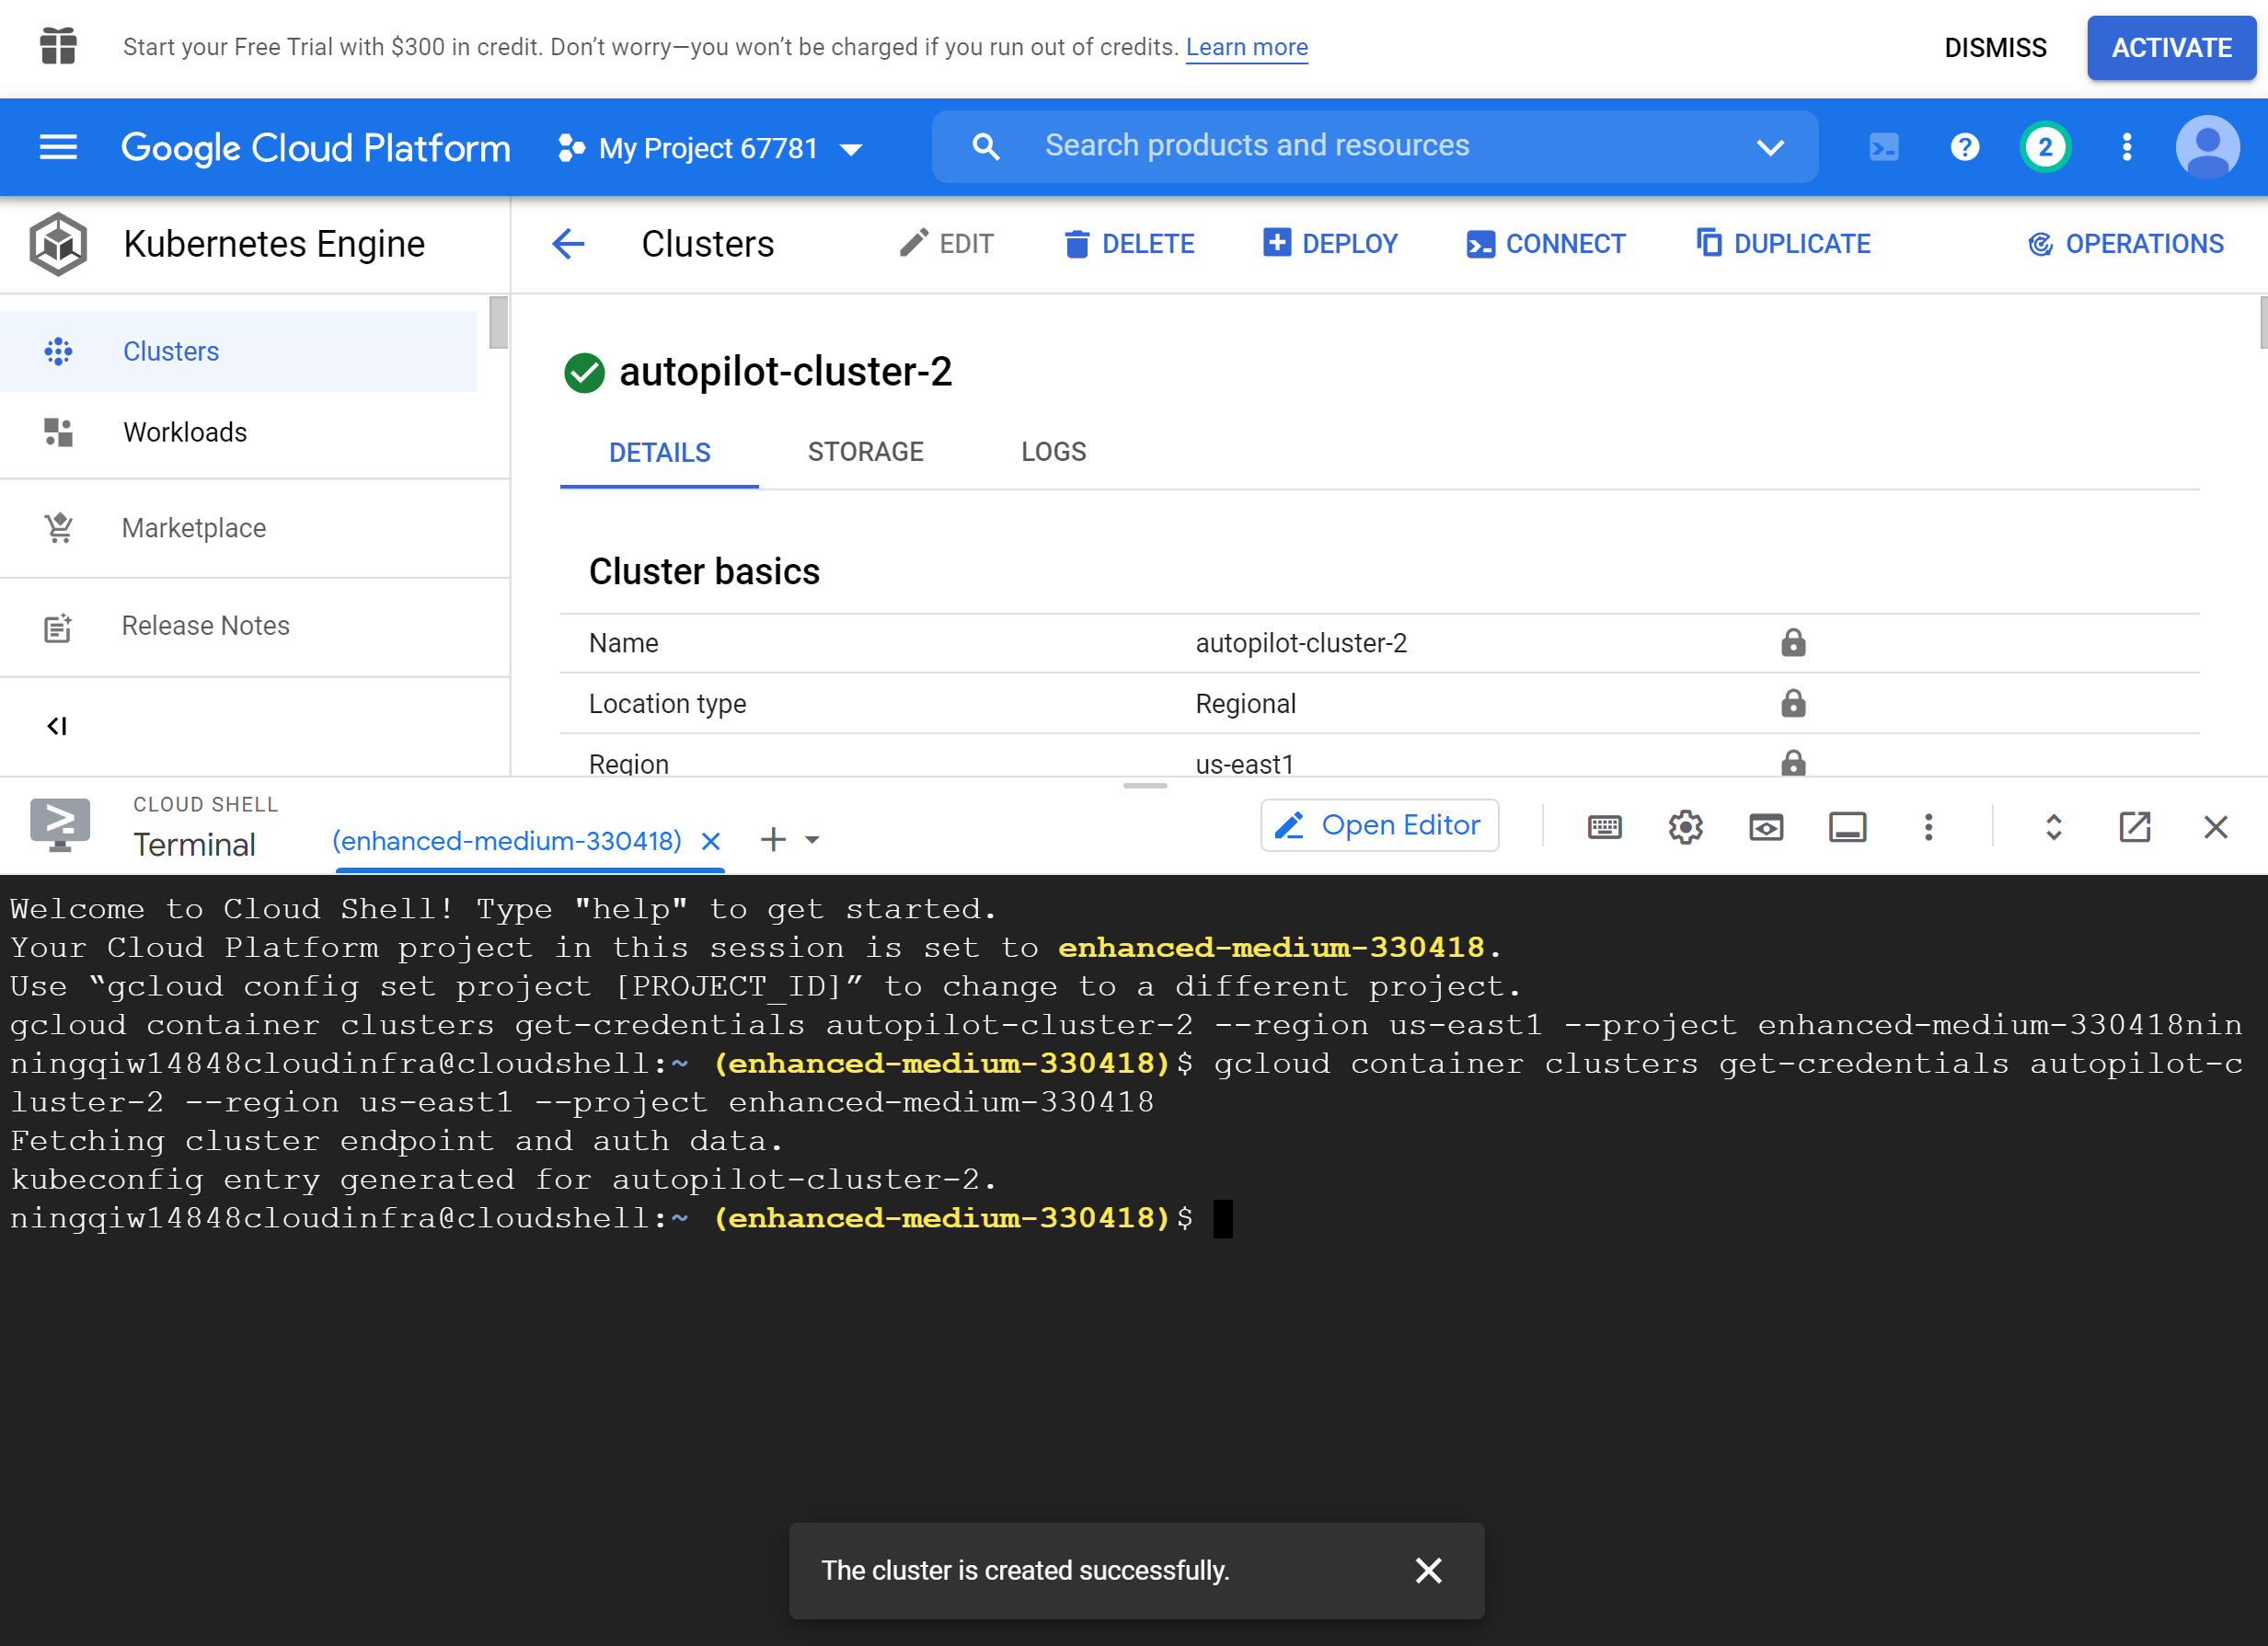 Start your Free Trial with $300 in credit. Don’t worry—you won’t be charged if you run out of credits. Learn more
DISMISS
ACTIVATE
Google Cloud Platform
My Project 67781
Search products and resources
2
Kubernetes Engine
Clusters
EDIT
DELETE
DEPLOY
CONNECT
DUPLICATE
OPERATIONS
Clusters
Workloads
Marketplace
Release Notes
autopilot-cluster-2
DETAILS
STORAGE
LOGS
Cluster basics
Name autopilot-cluster-2
Location type Regional
Region us-east1
CLOUD SHELL
Terminal
(enhanced-medium-330418)
Open Editor
Welcome to Cloud Shell! Type "help" to get started.
Your Cloud Platform project in this session is set to enhanced-medium-330418.
Use “gcloud config set project [PROJECT_ID]” to change to a different project.
gcloud container clusters get-credentials autopilot-cluster-2 --region us-east1 --project enhanced-medium-330418nin
ningqiw14848cloudinfra@cloudshell:~ (enhanced-medium-330418)$ gcloud container clusters get-credentials autopilot-c
luster-2 --region us-east1 --project enhanced-medium-330418
Fetching cluster endpoint and auth data.
kubeconfig entry generated for autopilot-cluster-2.
ningqiw14848cloudinfra@cloudshell:~ (enhanced-medium-330418)$
The cluster is created successfully.